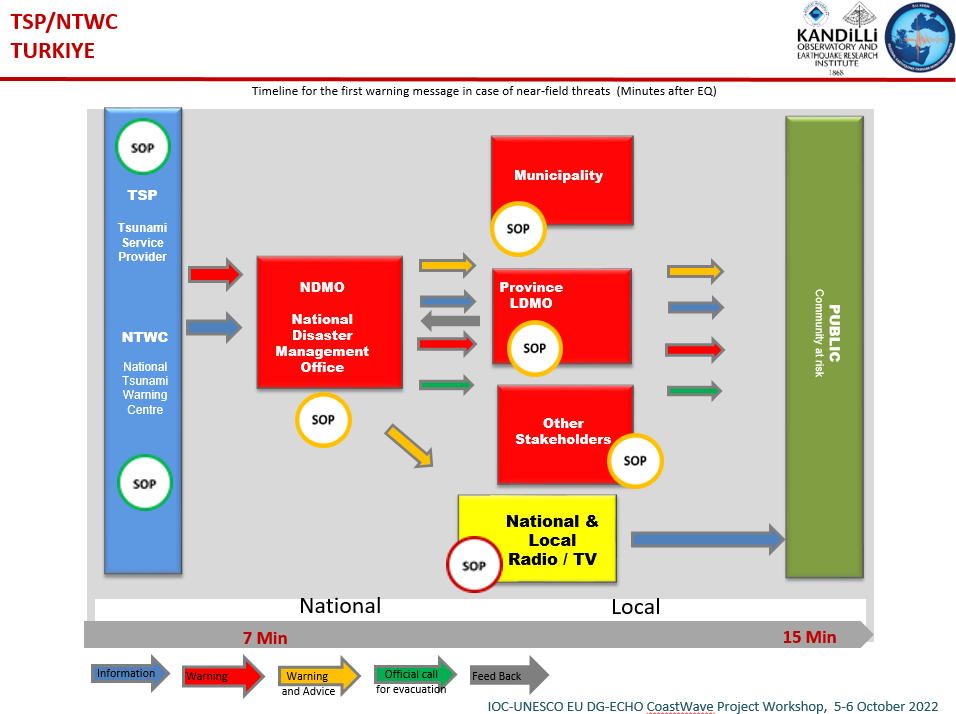 TSP/NTWC
TURKIYE
KANDİLLİ
OBSERVATORY AND
EARTHQUAKE RESEARCH
INSTITUTE
1868
Timeline for the first warning message in case of near-field threats (Minutes after EQ)
SOP
TSP
Tsunami
Service
Provider
NTWC
National
Tsunami
Warning
Centre
SOP
NDMO
National
Disaster
Management
Office
SOP
Municipality
SOP
Province
LDMO
SOP
Other
Stakeholders
SOP
National &
Local
Radio / TV
SOP
PUBLIC
Community at risk
National
Local
7 Min
15 Min
Information
Warning
Warning
and Advice
Official call
for evacuation
Feed Back
IOC-UNESCO EU DG-ECHO CoastWave Project Workshop, 5-6 October 2022